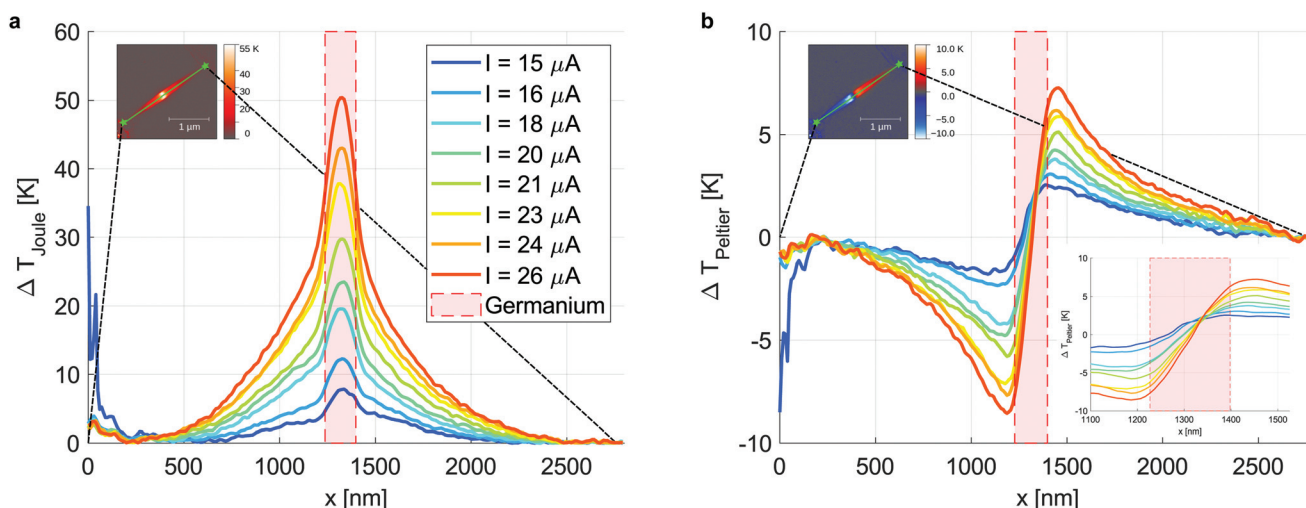 a
60
50
40
30
20
10
0
Δ T_Joule [K]
0 500 1000 1500 2000 2500
x [nm]
55 K
40
30
20
10
0
1 µm
I = 15 µA
I = 16 µA
I = 18 µA
I = 20 µA
I = 21 µA
I = 23 µA
I = 24 µA
I = 26 µA
Germanium
b
10
5
0
-5
-10
Δ T_Peltier [K]
0 500 1000 1500 2000 2500
x [nm]
10.0 K
5.0
0.0
−5.0
−10.0
1 µm
10
5
0
-5
-10
Δ T_Peltier [K]
1100 1200 1300 1400 1500
x [nm]